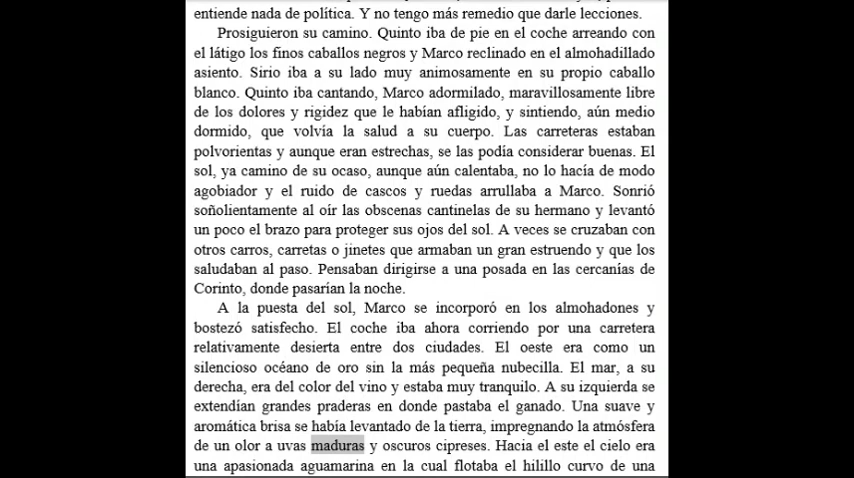 entiende nada de política. Y no tengo más remedio que darle lecciones.
Prosiguieron su camino. Quinto iba de pie en el coche arreando con
el látigo los finos caballos negros y Marco reclinado en el almohadillado
asiento. Sirio iba a su lado muy animosamente en su propio caballo
blanco. Quinto iba cantando, Marco adormilado, maravillosamente libre
de los dolores y rigidez que le habían afligido, y sintiendo, aún medio
dormido, que volvía la salud a su cuerpo. Las carreteras estaban
polvorientas y aunque eran estrechas, se las podía considerar buenas. El
sol, ya camino de su ocaso, aunque aún calentaba, no lo hacía de modo
agobiador y el ruido de cascos y ruedas arrullaba a Marco. Sonrió
soñolientamente al oír las obscenas cantinelas de su hermano y levantó
un poco el brazo para proteger sus ojos del sol. A veces se cruzaban con
otros carros, carretas o jinetes que armaban un gran estruendo y que los
saludaban al paso. Pensaban dirigirse a una posada en las cercanías de
Corinto, donde pasarían la noche.
A la puesta del sol, Marco se incorporó en los almohadones y
bostezó satisfecho. El coche iba ahora corriendo por una carretera
relativamente desierta entre dos ciudades. El oeste era como un
silencioso océano de oro sin la más pequeña nubecilla. El mar, a su
derecha, era del color del vino y estaba muy tranquilo. A su izquierda se
extendían grandes praderas en donde pastaba el ganado. Una suave y
aromática brisa se había levantado de la tierra, impregnando la atmósfera
de un olor a uvas maduras y oscuros cipreses. Hacia el este el cielo era
una apasionada aguamarina en la cual flotaba el hilillo curvo de una